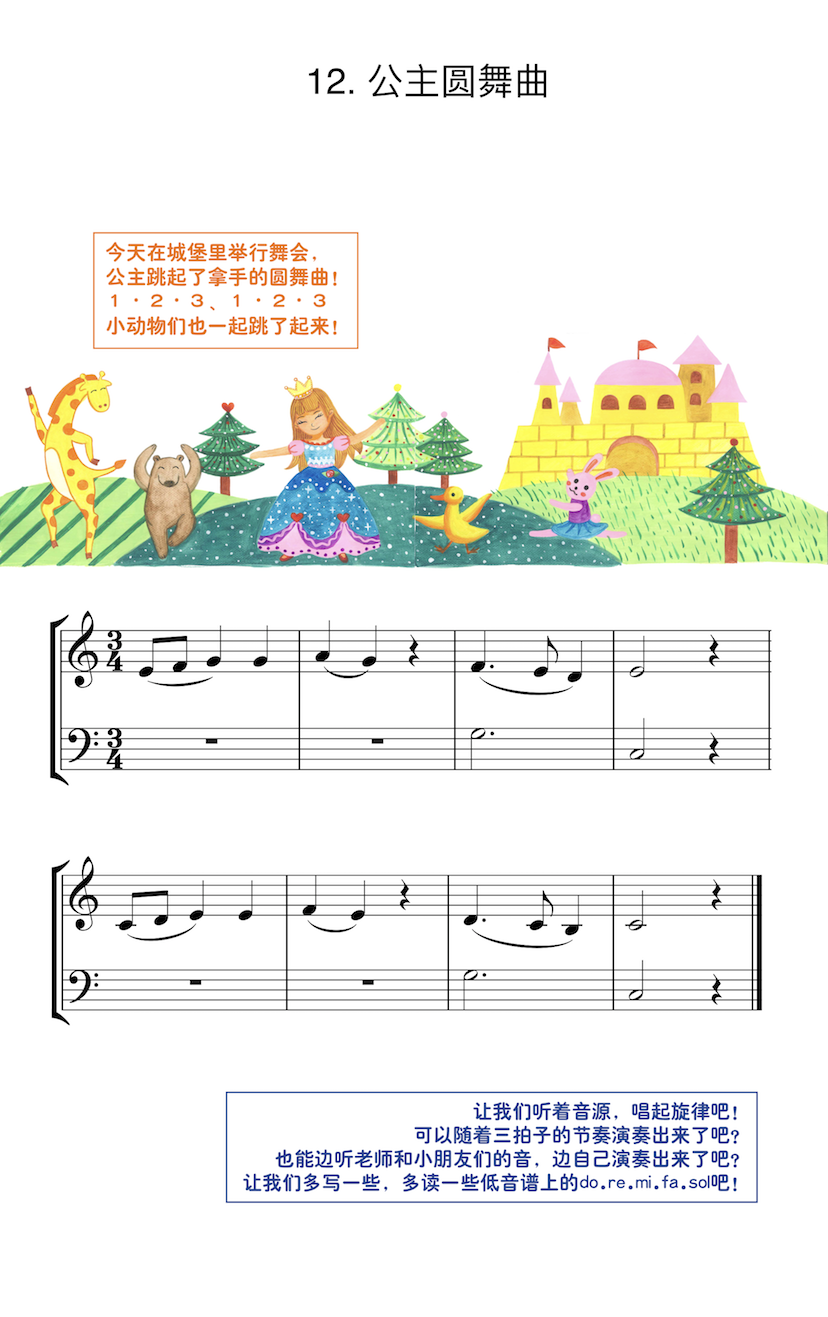 12. 公主圆舞曲
今天在城堡里举行舞会,
公主跳起了拿手的圆舞曲!
1·2·3、1·2·3
小动物们也一起跳了起来!
3
4
3
4
让我们听着音源, 唱起旋律吧!
可以随着三拍子的节奏演奏出来了吧?
也能边听老师和小朋友们的音, 边自己演奏出来了吧?
让我们多写一些, 多读一些低音谱上的do.re.mi.fa.sol吧!